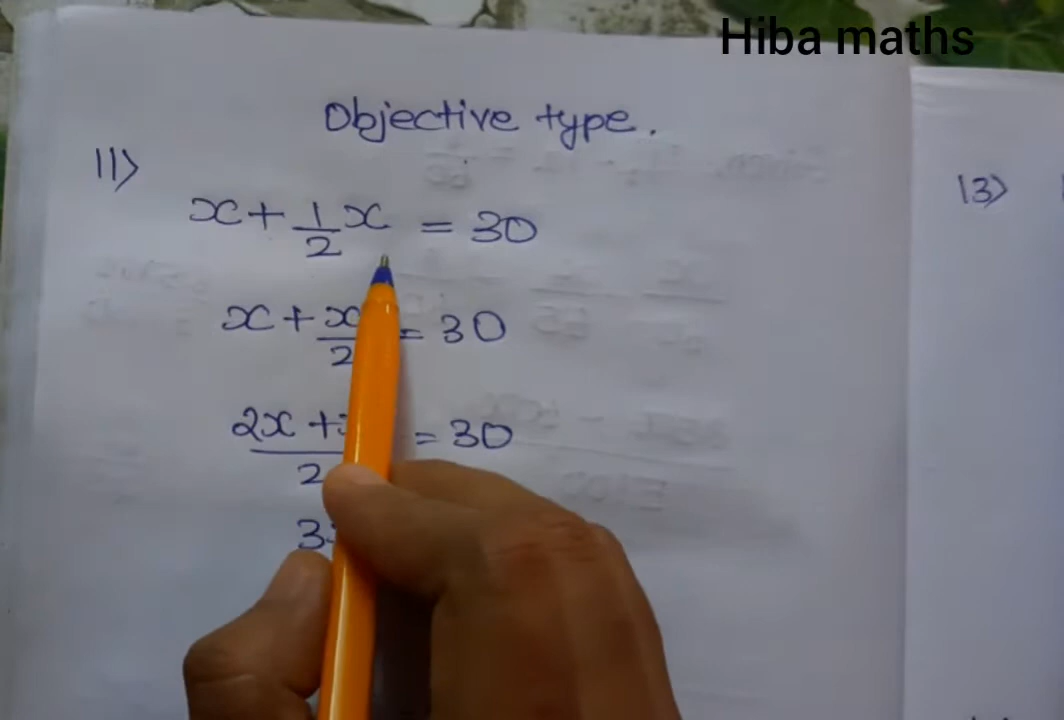 Hiba maths
Objective type.
11)
x + 1/2 x = 30
x + x/2 = 30
2x + / 2 = 30
3
13)